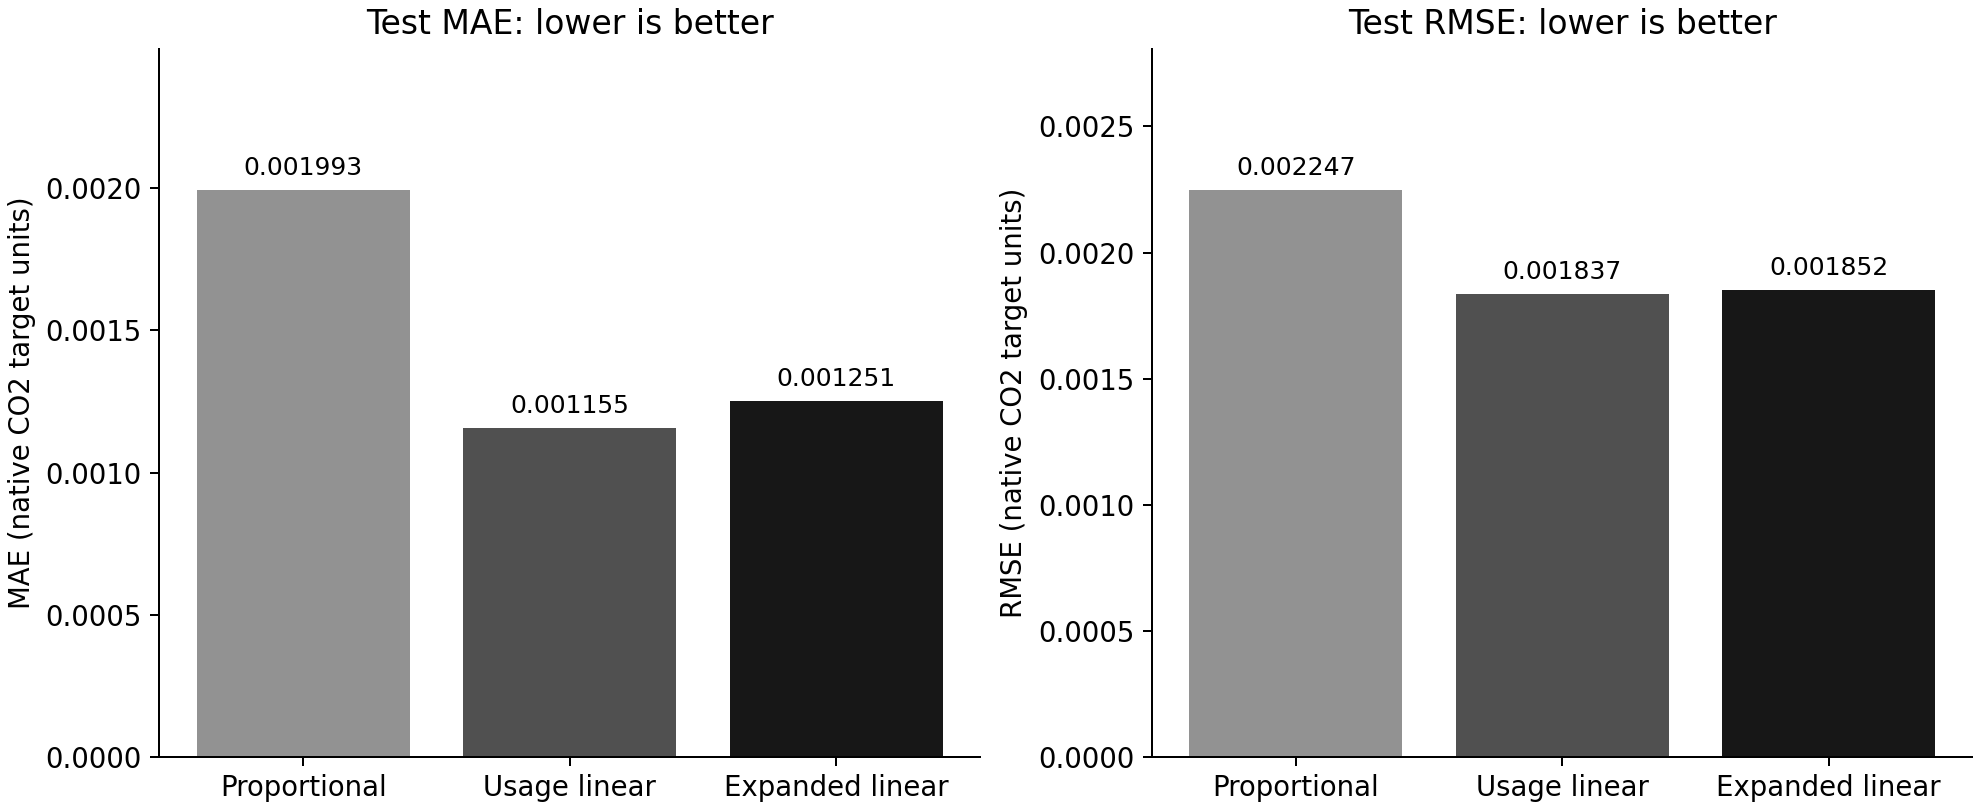 Test MAE: lower is better
MAE (native CO2 target units)
0.0020
0.0015
0.0010
0.0005
0.0000
0.001993
0.001155
0.001251
Proportional
Usage linear
Expanded linear
Test RMSE: lower is better
RMSE (native CO2 target units)
0.0025
0.0020
0.0015
0.0010
0.0005
0.0000
0.002247
0.001837
0.001852
Proportional
Usage linear
Expanded linear